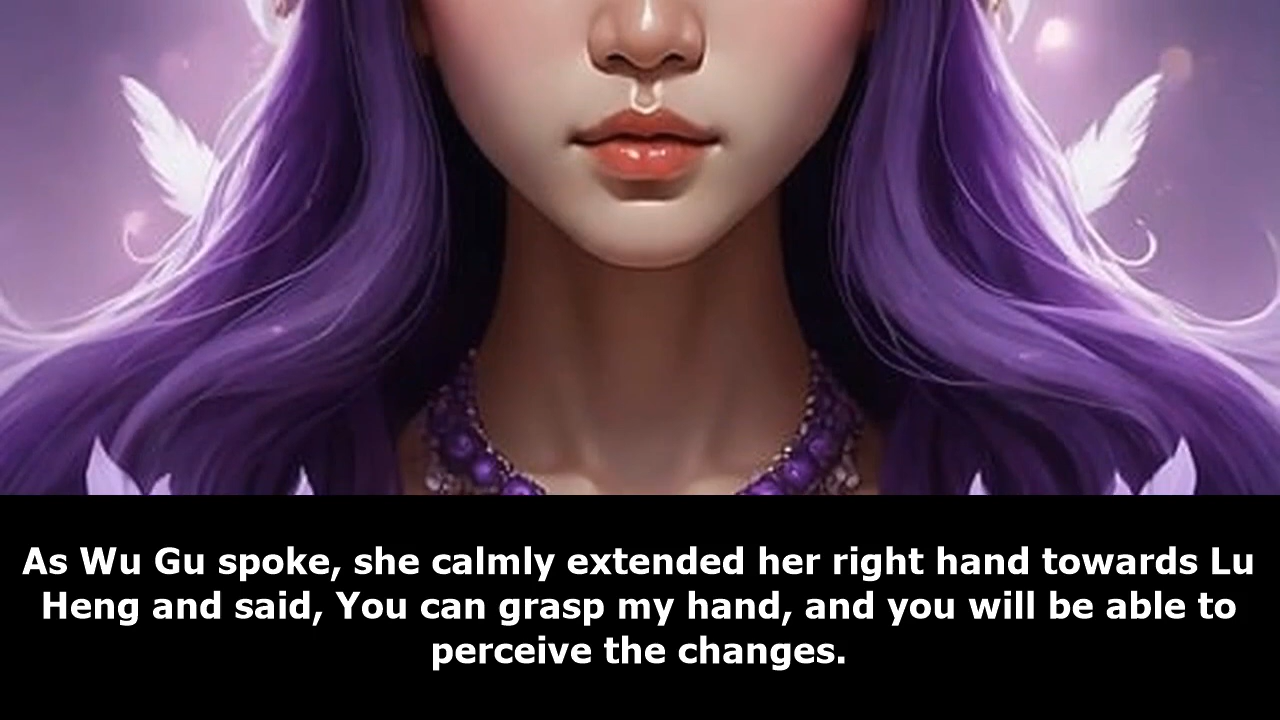 As Wu Gu spoke, she calmly extended her right hand towards Lu
Heng and said, You can grasp my hand, and you will be able to
perceive the changes.